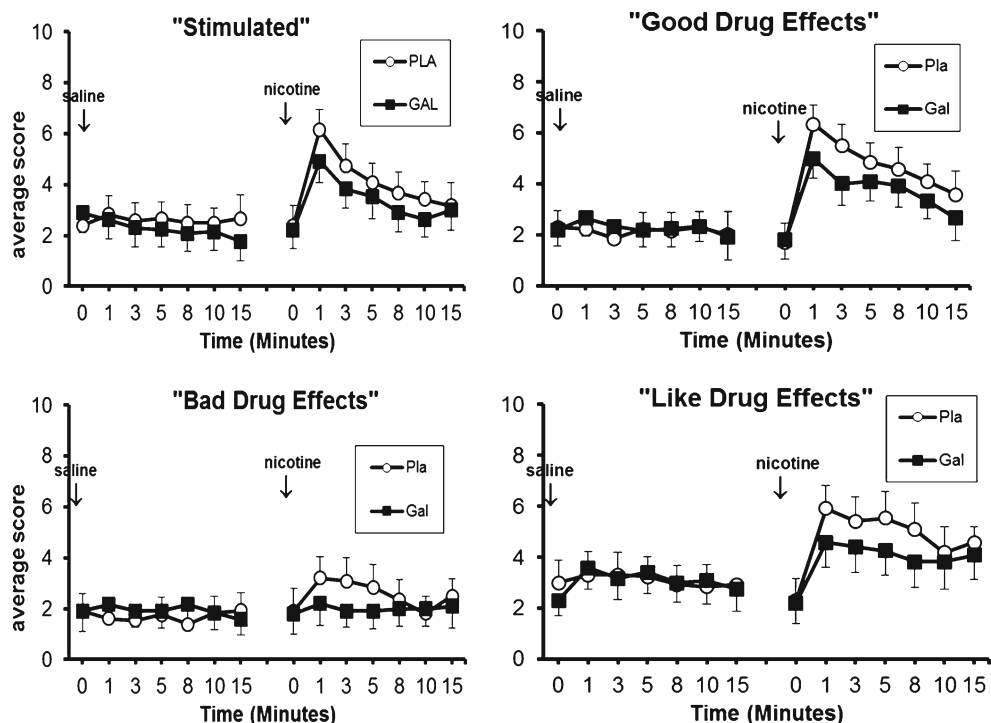 "Stimulated"
10
8
6
4
2
0
average score
saline
nicotine
PLA
GAL
0 1 3 5 8 10 15 0 1 3 5 8 10 15
Time (Minutes)
"Good Drug Effects"
10
8
6
4
2
0
saline
nicotine
Pla
Gal
0 1 3 5 8 10 15 0 1 3 5 8 10 15
Time (Minutes)
"Bad Drug Effects"
10
8
6
4
2
0
average score
saline
nicotine
Pla
Gal
0 1 3 5 8 10 15 0 1 3 5 8 10 15
Time (Minutes)
"Like Drug Effects"
10
8
6
4
2
0
saline
nicotine
Pla
Gal
0 1 3 5 8 10 15 0 1 3 5 8 10 15
Time (Minutes)